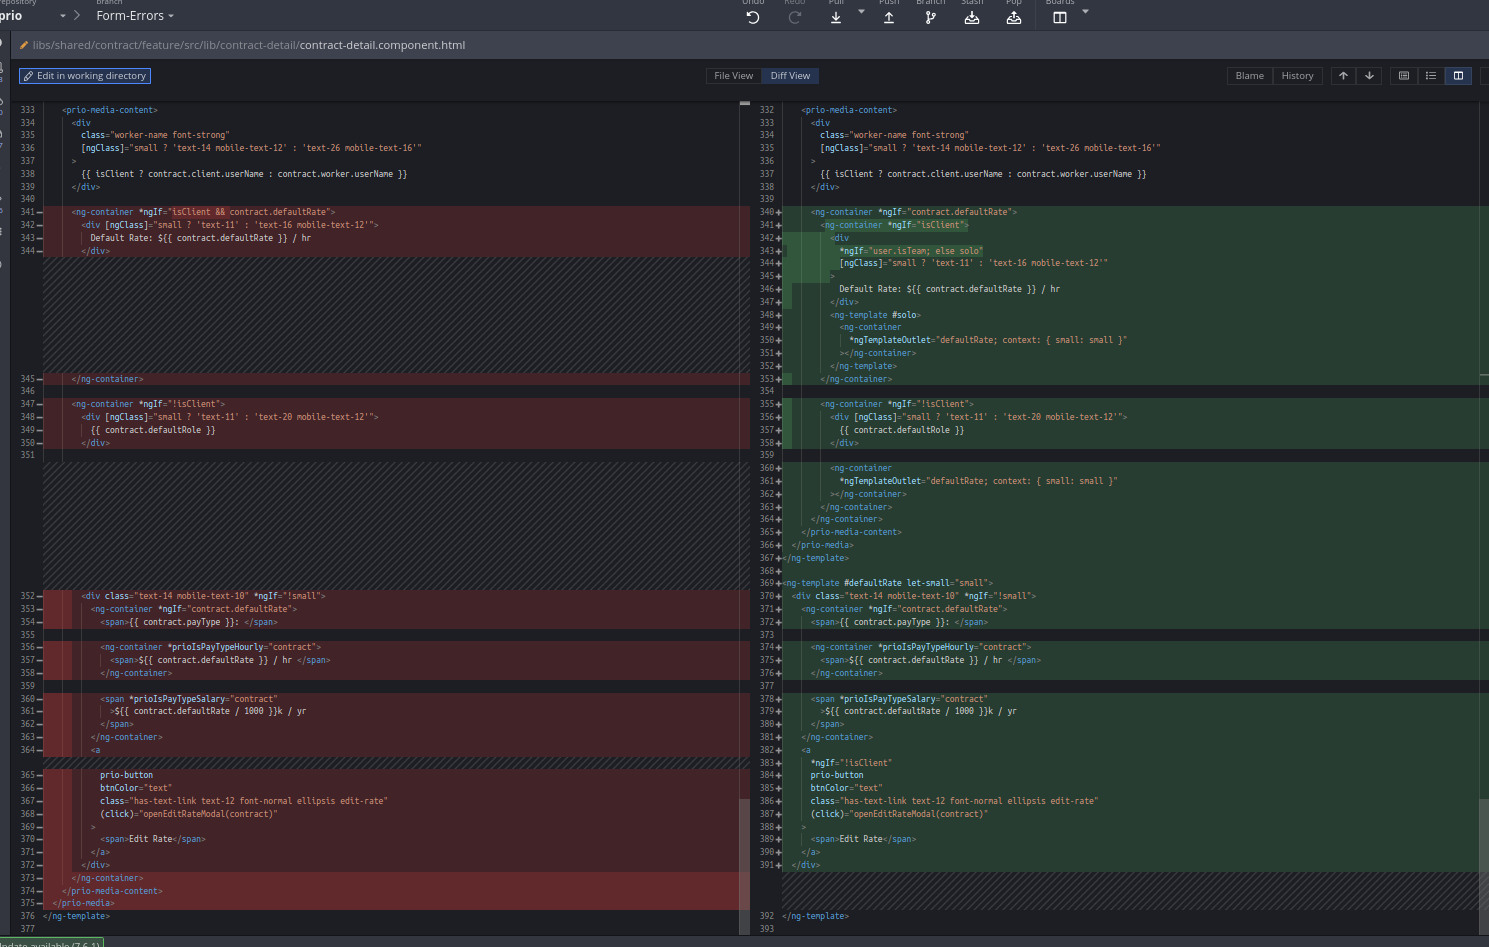 repository
branch
prio
Form-Errors
Undo
Redo
Pull
Push
Branch
Stash
Pop
Boards
libs/shared/contract/feature/src/lib/contract-detail/contract-detail.component.html
Edit in working directory
File View
Diff View
Blame
History
333 <prio-media-content>
334 <div
335 class="worker-name font-strong"
336 [ngClass]="small ? 'text-14 mobile-text-12' : 'text-26 mobile-text-16'"
337 >
338 {{ isClient ? contract.client.userName : contract.worker.userName }}
339 </div>
340
341 <ng-container *ngIf="isClient && contract.defaultRate">
342 <div [ngClass]="small ? 'text-11' : 'text-16 mobile-text-12'">
343 Default Rate: ${{ contract.defaultRate }} / hr
344 </div>
345 </ng-container>
346
347 <ng-container *ngIf="!isClient">
348 <div [ngClass]="small ? 'text-11' : 'text-20 mobile-text-12'">
349 {{ contract.defaultRole }}
350 </div>
351
352 <div class="text-14 mobile-text-10" *ngIf="!small">
353 <ng-container *ngIf="contract.defaultRate">
354 <span>{{ contract.payType }}: </span>
355
356 <ng-container *prioIsPayTypeHourly="contract">
357 <span>${{ contract.defaultRate }} / hr </span>
358 </ng-container>
359
360 <span *prioIsPayTypeSalary="contract"
361 >${{ contract.defaultRate / 1000 }}k / yr
362 </span>
363 </ng-container>
364 <a
365 prio-button
366 btnColor="text"
367 class="has-text-link text-12 font-normal ellipsis edit-rate"
368 (click)="openEditRateModal(contract)"
369 >
370 <span>Edit Rate</span>
371 </a>
372 </div>
373 </ng-container>
374 </prio-media-content>
375 </prio-media>
376 </ng-template>
377
332 <prio-media-content>
333 <div
334 class="worker-name font-strong"
335 [ngClass]="small ? 'text-14 mobile-text-12' : 'text-26 mobile-text-16'"
336 >
337 {{ isClient ? contract.client.userName : contract.worker.userName }}
338 </div>
339
340 <ng-container *ngIf="contract.defaultRate">
341 <ng-container *ngIf="isClient">
342 <div
343 *ngIf="user.isTeam; else solo"
344 [ngClass]="small ? 'text-11' : 'text-16 mobile-text-12'"
345 >
346 Default Rate: ${{ contract.defaultRate }} / hr
347 </div>
348 <ng-template #solo>
349 <ng-container
350 *ngTemplateOutlet="defaultRate; context: { small: small }"
351 ></ng-container>
352 </ng-template>
353 </ng-container>
354
355 <ng-container *ngIf="!isClient">
356 <div [ngClass]="small ? 'text-11' : 'text-20 mobile-text-12'">
357 {{ contract.defaultRole }}
358 </div>
359
360 <ng-container
361 *ngTemplateOutlet="defaultRate; context: { small: small }"
362 ></ng-container>
363 </ng-container>
364 </ng-container>
365 </prio-media-content>
366 </prio-media>
367 </ng-template>
368
369 <ng-template #defaultRate let-small="small">
370 <div class="text-14 mobile-text-10" *ngIf="!small">
371 <ng-container *ngIf="contract.defaultRate">
372 <span>{{ contract.payType }}: </span>
373
374 <ng-container *prioIsPayTypeHourly="contract">
375 <span>${{ contract.defaultRate }} / hr </span>
376 </ng-container>
377
378 <span *prioIsPayTypeSalary="contract"
379 >${{ contract.defaultRate / 1000 }}k / yr
380 </span>
381 </ng-container>
382 <a
383 *ngIf="!isClient"
384 prio-button
385 btnColor="text"
386 class="has-text-link text-12 font-normal ellipsis edit-rate"
387 (click)="openEditRateModal(contract)"
388 >
389 <span>Edit Rate</span>
390 </a>
391 </div>
392 </ng-template>
393
Update available (7.6.1)